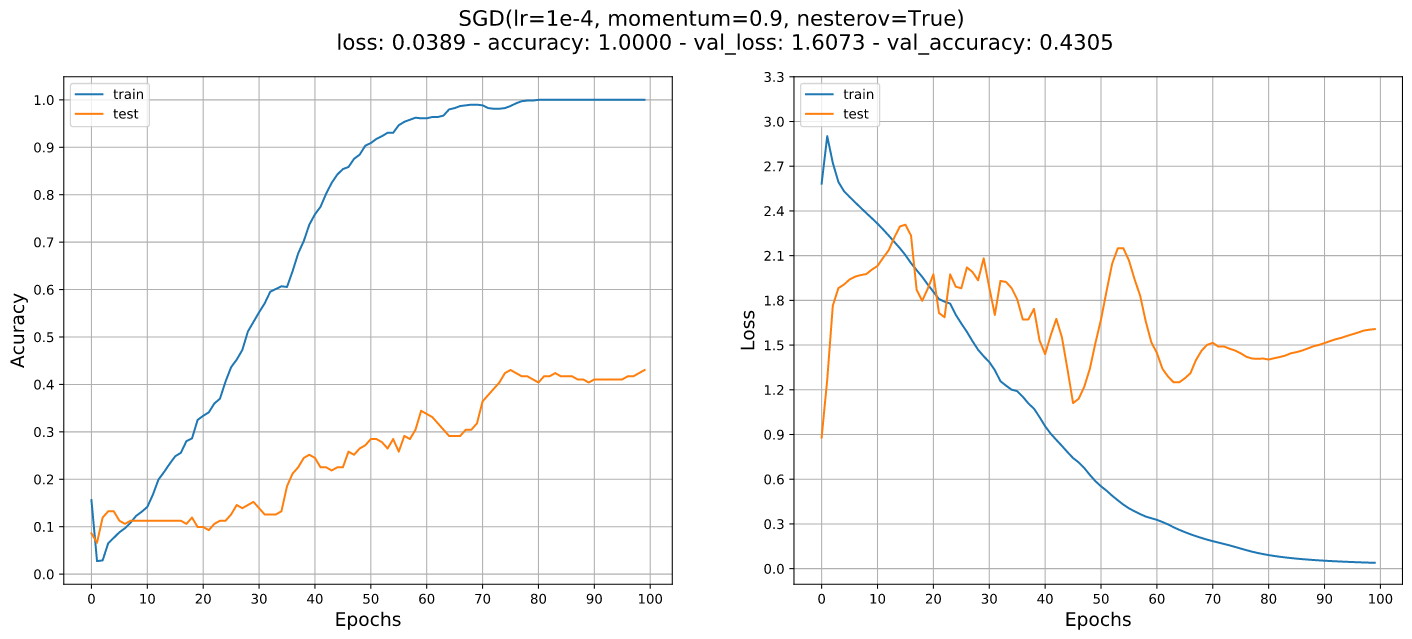 SGD(lr=1e-4, momentum=0.9, nesterov=True)
loss: 0.0389 - accuracy: 1.0000 - val_loss: 1.6073 - val_accuracy: 0.4305
train
test
1.0
0.9
0.8
0.7
0.6
0.5
0.4
0.3
0.2
0.1
0.0
Acuracy
0 10 20 30 40 50 60 70 80 90 100
Epochs
train
test
3.3
3.0
2.7
2.4
2.1
1.8
1.5
1.2
0.9
0.6
0.3
0.0
Loss
0 10 20 30 40 50 60 70 80 90 100
Epochs